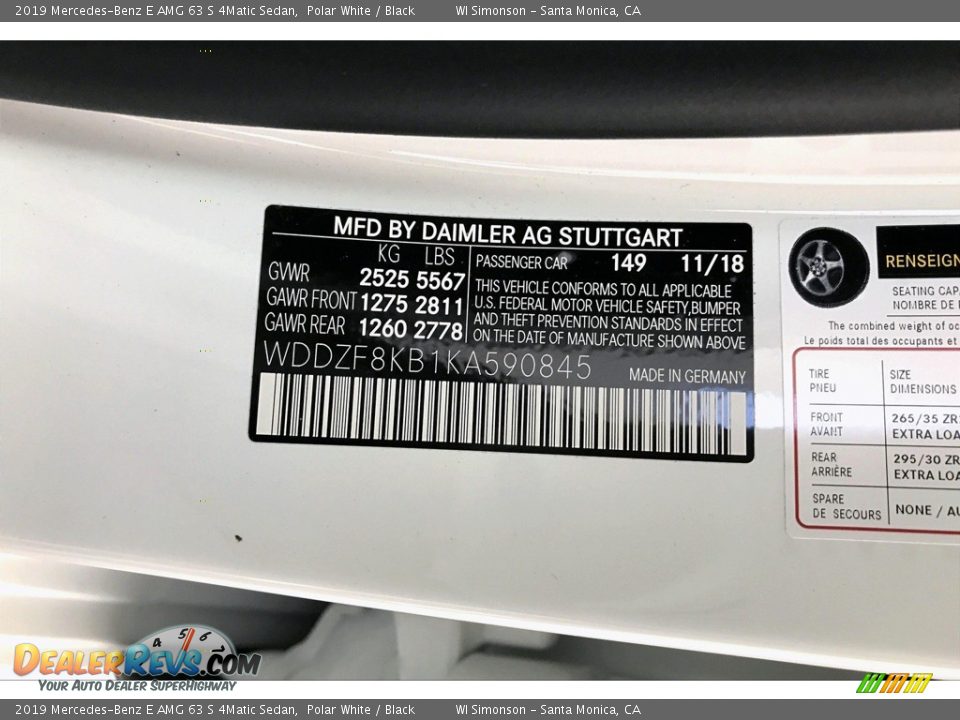 2019 Mercedes-Benz E AMG 63 S 4Matic Sedan, Polar White / Black WI Simonson - Santa Monica, CA
MFD BY DAIMLER AG STUTTGART
KG LBS
GVWR 2525 5567
GAWR FRONT 1275 2811
GAWR REAR 1260 2778
PASSENGER CAR 149 11/18
THIS VEHICLE CONFORMS TO ALL APPLICABLE
U.S. FEDERAL MOTOR VEHICLE SAFETY,BUMPER
AND THEFT PREVENTION STANDARDS IN EFFECT
ON THE DATE OF MANUFACTURE SHOWN ABOVE
WDDZF8KB1KA590845
MADE IN GERMANY
RENSEIGN
SEATING CAP
NOMBRE DE
The combined weight of oc
Le poids total des occupants et
TIRE SIZE
PNEU DIMENSIONS
FRONT 265/35 ZR
AVANT EXTRA LOA
REAR 295/30 ZR
ARRIÈRE EXTRA LOA
SPARE NONE / AU
DE SECOURS
4 5 6
DEALERREVS.COM
YOUR AUTO DEALER SUPERHIGHWAY
2019 Mercedes-Benz E AMG 63 S 4Matic Sedan, Polar White / Black WI Simonson - Santa Monica, CA